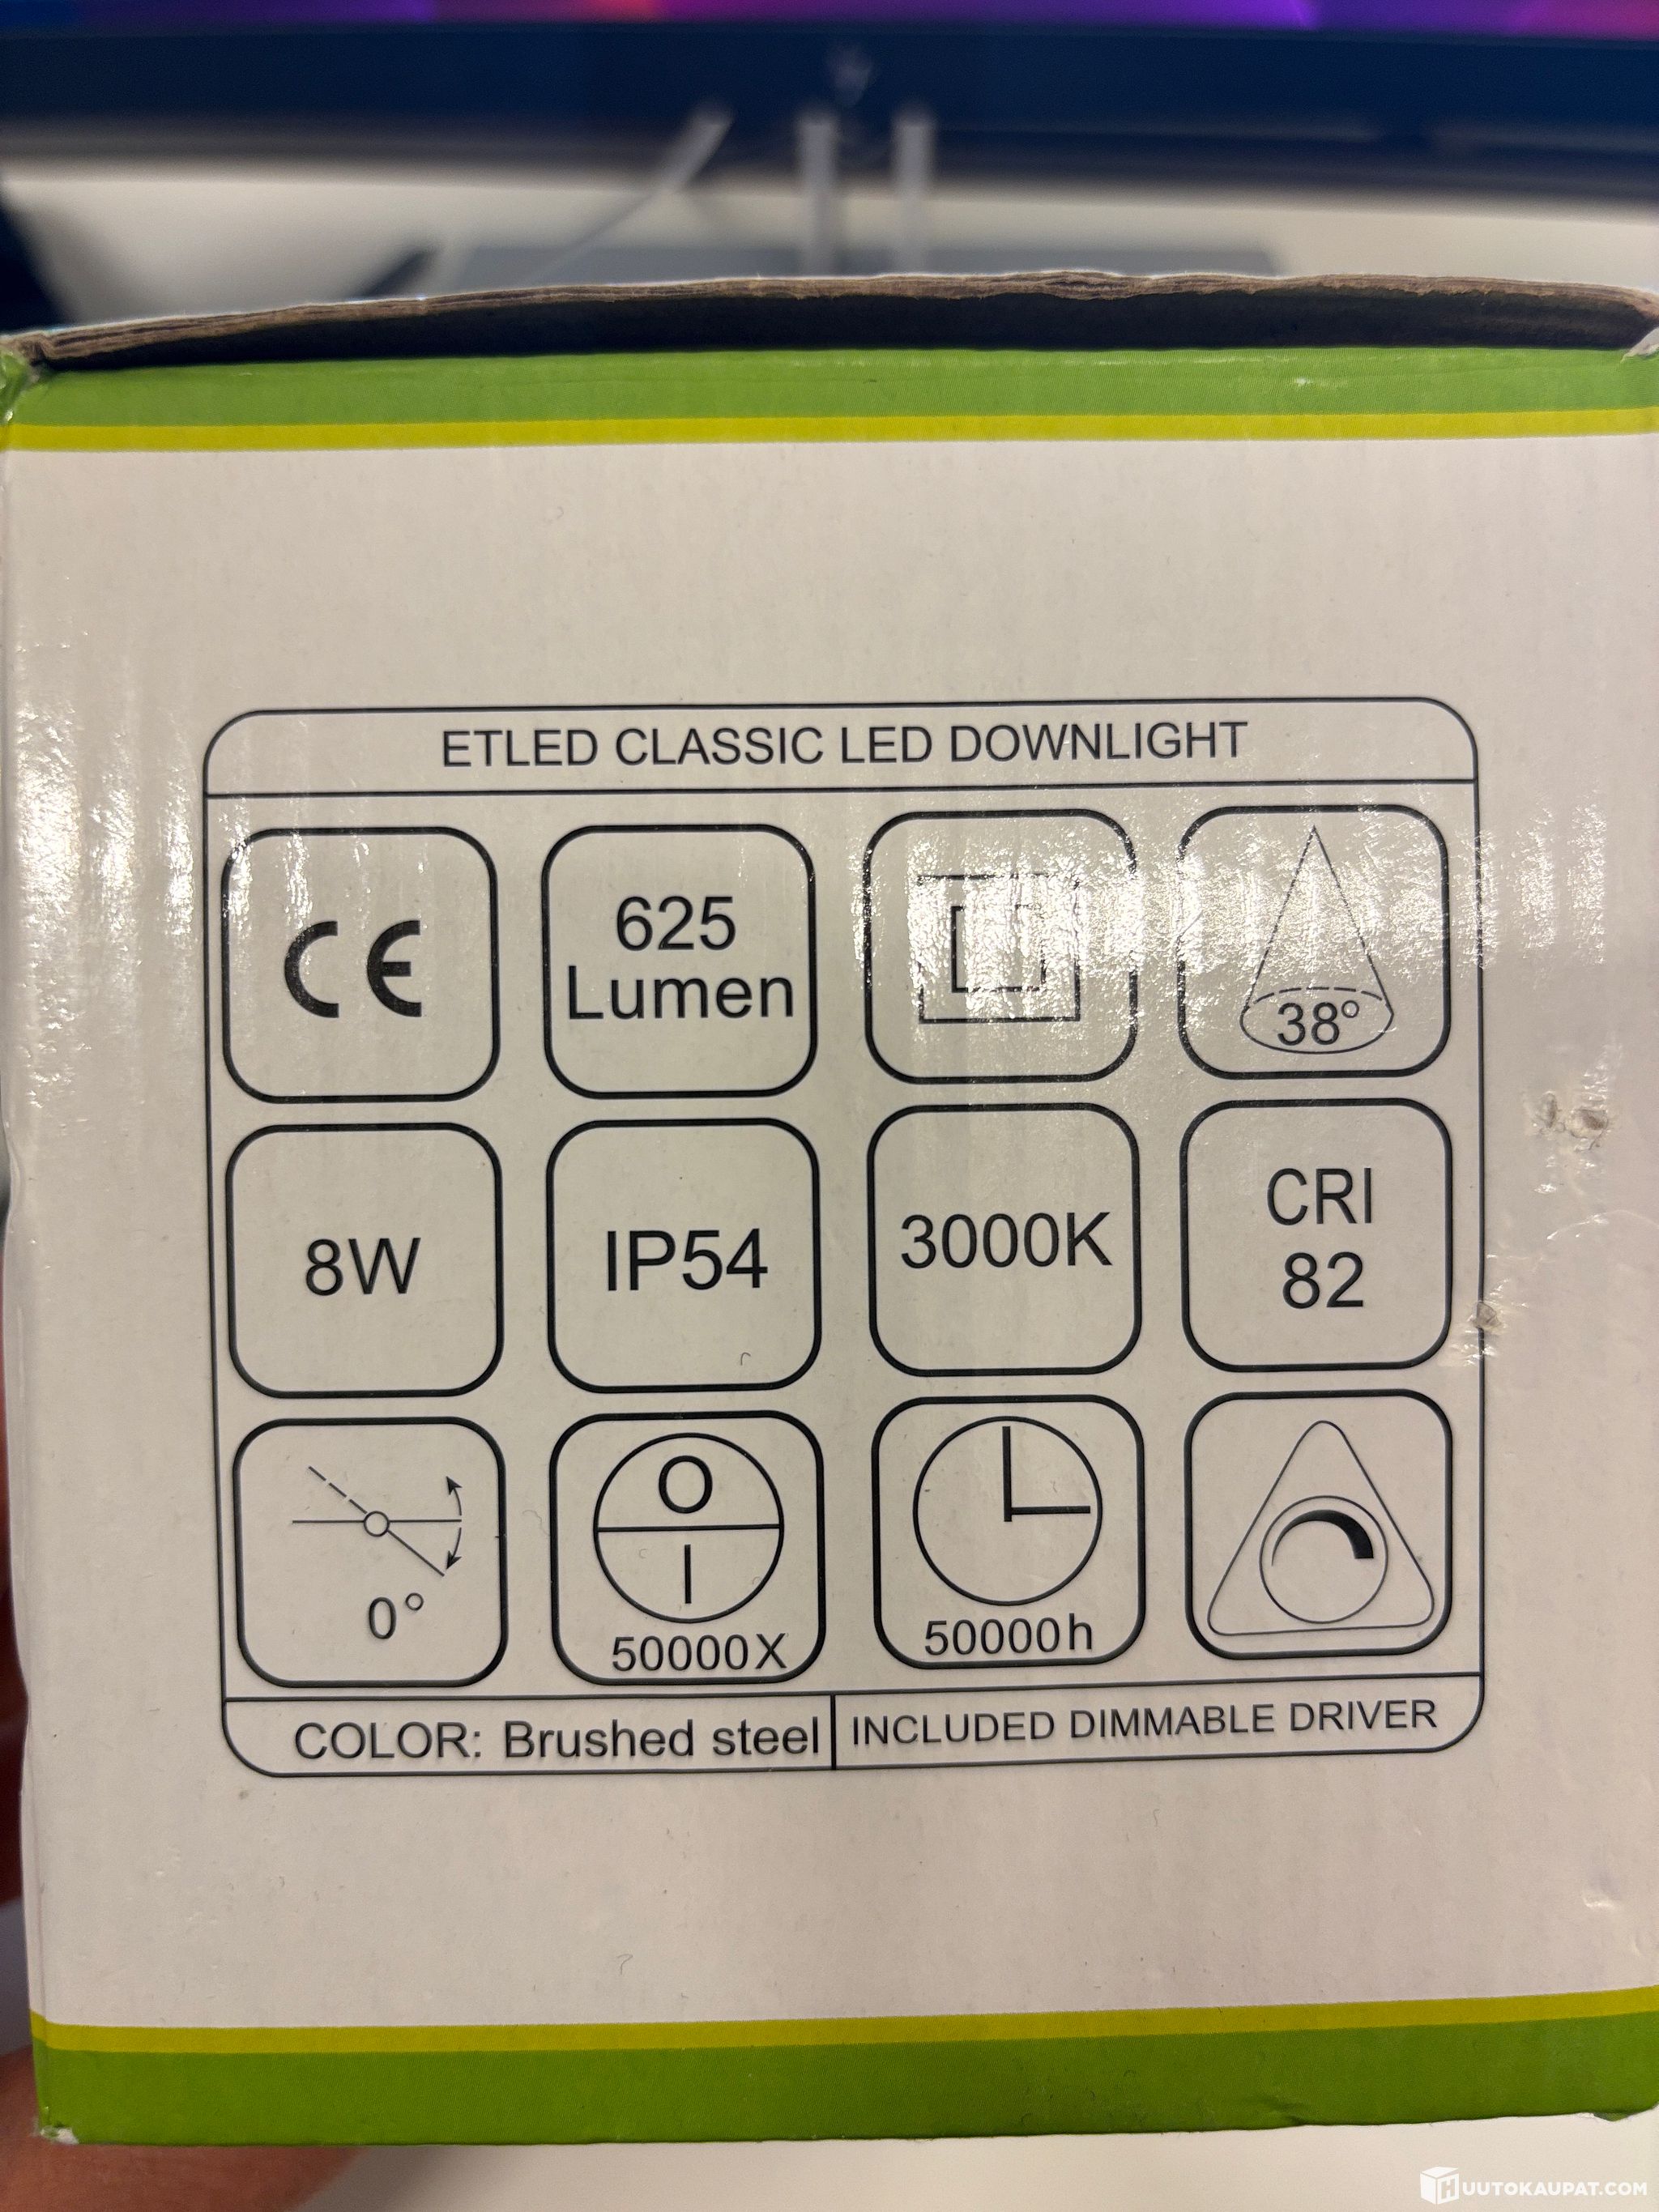 ETLED CLASSIC LED DOWNLIGHT
CE
625
Lumen
38°
8W
IP54
3000K
CRI
82
0°
O
I
50000X
50000h
COLOR: Brushed steel
INCLUDED DIMMABLE DRIVER
HUUTOKAUPAT.COM